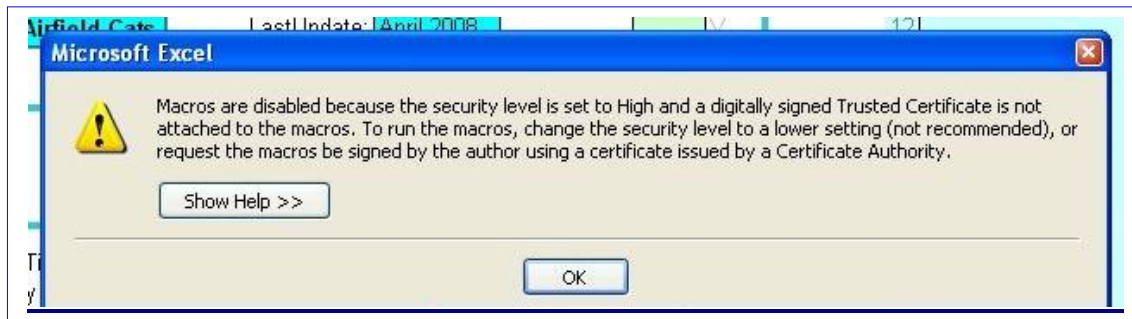 Airfield Cats LastUpdate: April 2008 12
Microsoft Excel
Macros are disabled because the security level is set to High and a digitally signed Trusted Certificate is not
attached to the macros. To run the macros, change the security level to a lower setting (not recommended), or
request the macros be signed by the author using a certificate issued by a Certificate Authority.
Show Help >>
OK